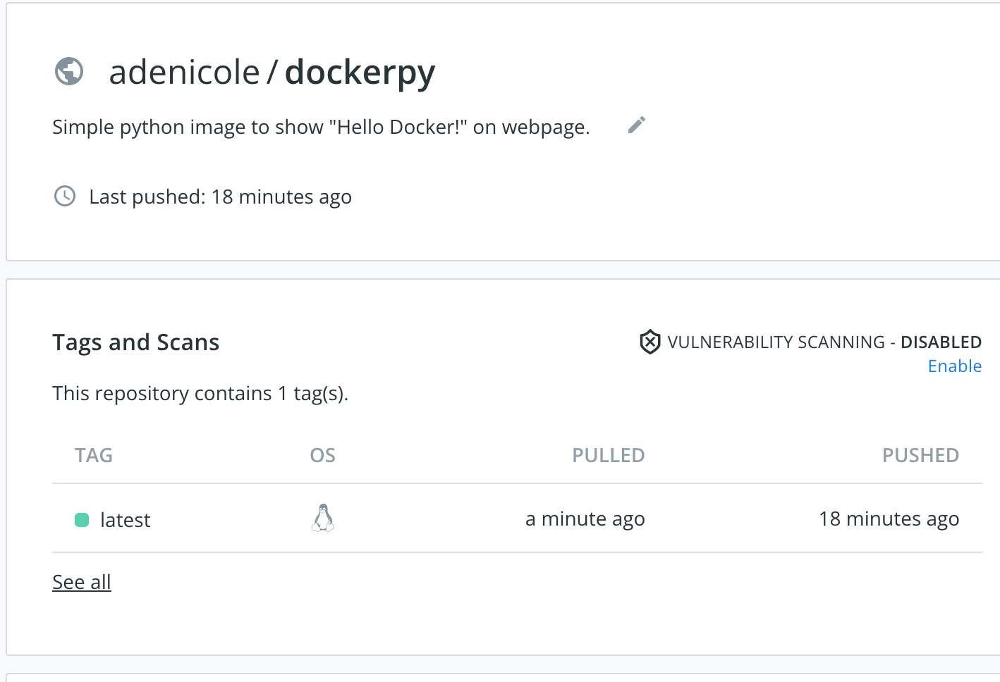 adenicole / dockerpy
Simple python image to show "Hello Docker!" on webpage.
Last pushed: 18 minutes ago
Tags and Scans
VULNERABILITY SCANNING - DISABLED
Enable
This repository contains 1 tag(s).
TAG OS PULLED PUSHED
latest a minute ago 18 minutes ago
See all